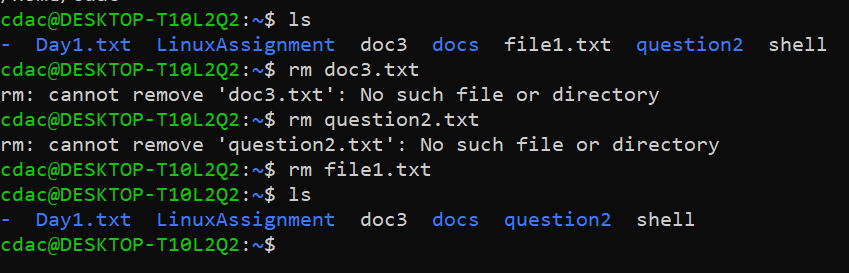 cdac@DESKTOP-T10L2Q2:~$ ls
- Day1.txt LinuxAssignment doc3 docs file1.txt question2 shell
cdac@DESKTOP-T10L2Q2:~$ rm doc3.txt
rm: cannot remove 'doc3.txt': No such file or directory
cdac@DESKTOP-T10L2Q2:~$ rm question2.txt
rm: cannot remove 'question2.txt': No such file or directory
cdac@DESKTOP-T10L2Q2:~$ rm file1.txt
cdac@DESKTOP-T10L2Q2:~$ ls
- Day1.txt LinuxAssignment doc3 docs question2 shell
cdac@DESKTOP-T10L2Q2:~$